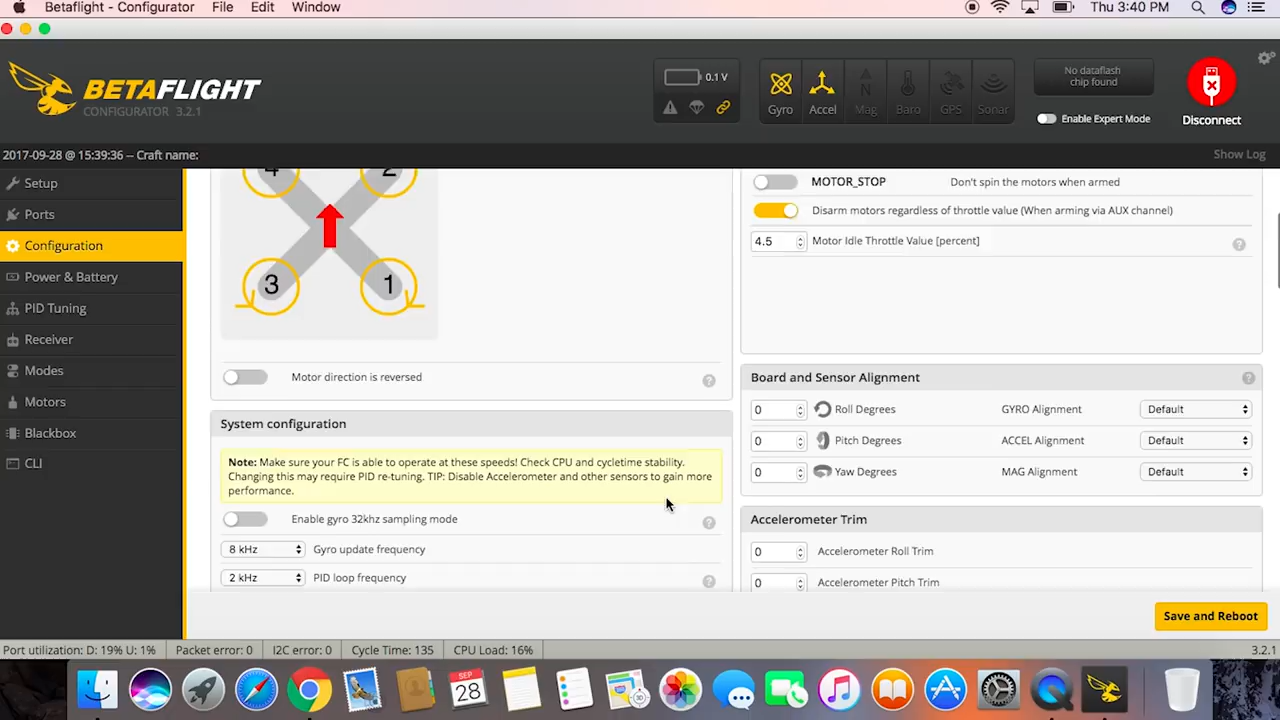 Betaflight - Configurator File Edit Window
Thu 3:40 PM
BETAFLIGHT
CONFIGURATOR 3.2.1
0.1 V
Gyro Accel Mag Baro GPS Sonar
No dataflash
chip found
Enable Expert Mode
Disconnect
2017-09-28 @ 15:39:36 -- Craft name:
Show Log
Setup
Ports
Configuration
Power & Battery
PID Tuning
Receiver
Modes
Motors
Blackbox
CLI
4 2
3 1
Motor direction is reversed
?
System configuration
Note: Make sure your FC is able to operate at these speeds! Check CPU and cycletime stability.
Changing this may require PID re-tuning. TIP: Disable Accelerometer and other sensors to gain more
performance.
Enable gyro 32khz sampling mode
?
8 kHz Gyro update frequency
2 kHz PID loop frequency
?
MOTOR_STOP Don't spin the motors when armed
Disarm motors regardless of throttle value (When arming via AUX channel)
4.5 Motor Idle Throttle Value [percent]
?
Board and Sensor Alignment
?
0 Roll Degrees GYRO Alignment Default
0 Pitch Degrees ACCEL Alignment Default
0 Yaw Degrees MAG Alignment Default
Accelerometer Trim
0 Accelerometer Roll Trim
0 Accelerometer Pitch Trim
Save and Reboot
Port utilization: D: 19% U: 1% Packet error: 0 I2C error: 0 Cycle Time: 135 CPU Load: 16%
3.2.1
SEP
28